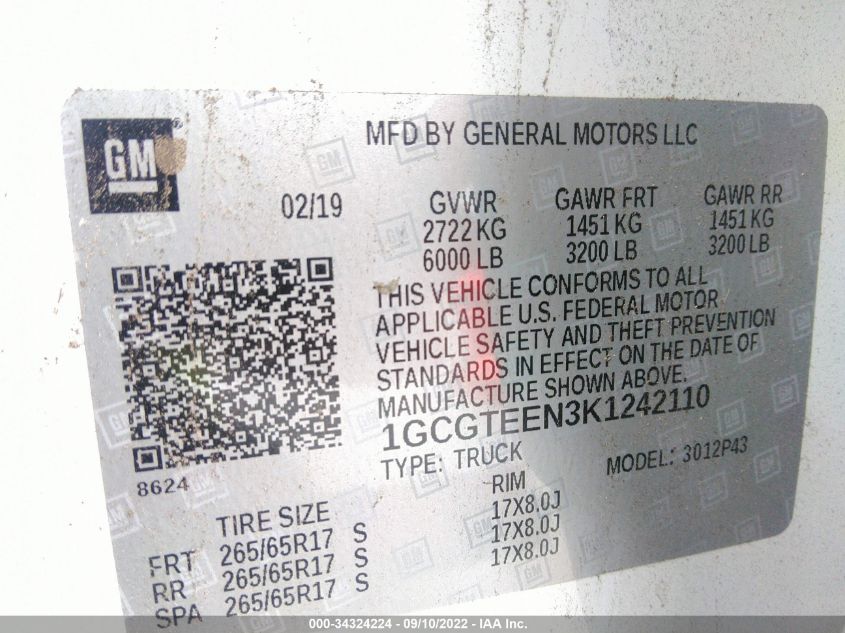 GM ®
MFD BY GENERAL MOTORS LLC
02/19 GVWR GAWR FRT GAWR RR
2722 KG 1451 KG 1451 KG
6000 LB 3200 LB 3200 LB
THIS VEHICLE CONFORMS TO ALL
APPLICABLE U.S. FEDERAL MOTOR
VEHICLE SAFETY AND THEFT PREVENTION
STANDARDS IN EFFECT ON THE DATE OF
MANUFACTURE SHOWN ABOVE.
1GCGTEEN3K1242110
8624 TYPE: TRUCK MODEL: 3012P43
TIRE SIZE RIM
FRT 265/65R17 S 17X8.0J
RR 265/65R17 S 17X8.0J
SPA 265/65R17 S 17X8.0J
000-34324224 - 09/10/2022 - IAA Inc.